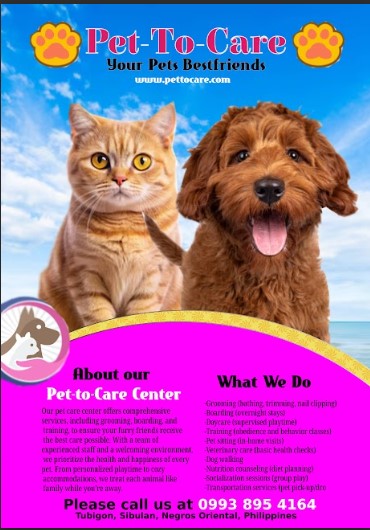 Pet-To-Care
Your Pets Bestfriends
www.pettocare.com
About our
Pet-to-Care Center
Our pet care center offers comprehensive
services, including grooming, boarding, and
training, to ensure your furry friends receive
the best care possible. With a team of
experienced staff and a welcoming environment,
we prioritize the health and happiness of every
pet. From personalized playtime to cozy
accommodations, we treat each animal like
family while you're away.
What We Do
-Grooming (bathing, trimming, nail clipping)
-Boarding (overnight stays)
-Daycare (supervised playtime)
-Training (obedience and behavior classes)
-Pet sitting (in-home visits)
-Veterinary care (basic health checks)
-Dog walking
-Nutrition counseling (diet planning)
-Socialization sessions (group play)
-Transportation services (pet pick-up/
Please call us at 0993 895 4164
Tubigon, Sibulan, Negros Oriental, Philippines